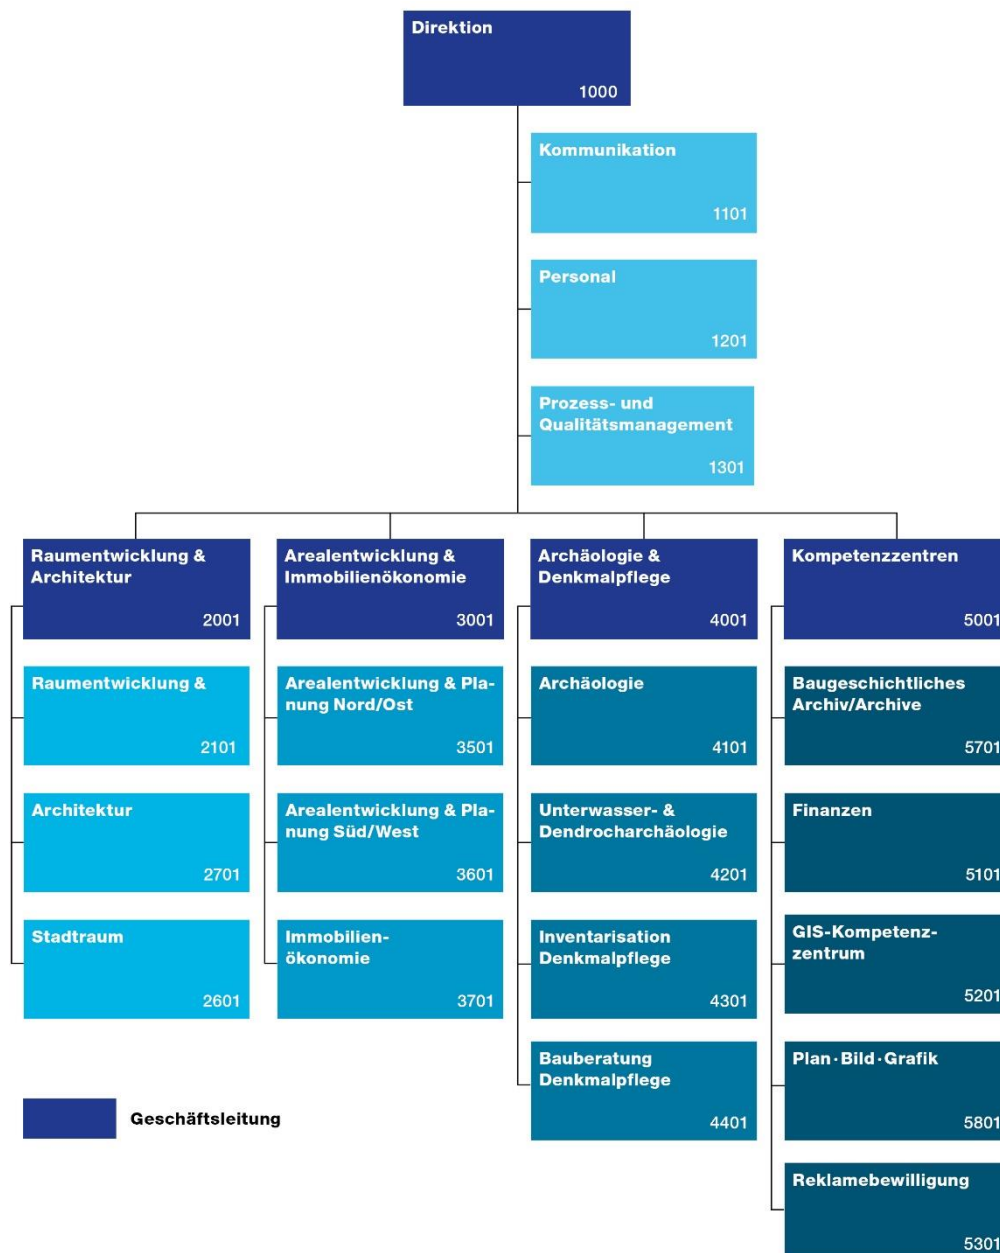 Direktion
1000
Kommunikation
1101
Personal
1201
Prozess- und
Qualitätsmanagement
1301
Raumentwicklung &
Architektur
2001
Raumentwicklung &
2101
Architektur
2701
Stadtraum
2601
Arealentwicklung &
Immobilienökonomie
3001
Arealentwicklung & Pla-
nung Nord/Ost
3501
Arealentwicklung & Pla-
nung Süd/West
3601
Immobilien-
ökonomie
3701
Archäologie &
Denkmalpflege
4001
Archäologie
4101
Unterwasser- &
Dendrocharchäologie
4201
Inventarisation
Denkmalpflege
4301
Bauberatung
Denkmalpflege
4401
Kompetenzzentren
5001
Baugeschichtliches
Archiv/Archive
5701
Finanzen
5101
GIS-Kompetenz-
zentrum
5201
Plan·Bild·Grafik
5801
Reklamebewilligung
5301
Geschäftsleitung